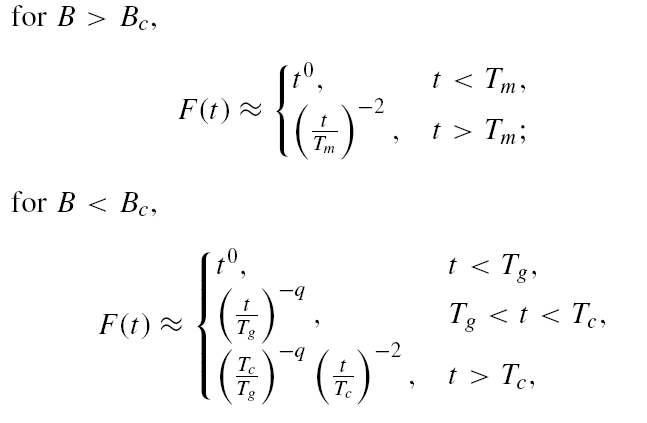 for B > B_c,
F(t) ≈ { t^0, t < T_m,
(t/T_m)^{-2}, t > T_m;
for B < B_c,
F(t) ≈ { t^0, t < T_g,
(t/T_g)^{-q}, T_g < t < T_c,
(T_c/T_g)^{-q} (t/T_c)^{-2}, t > T_c,